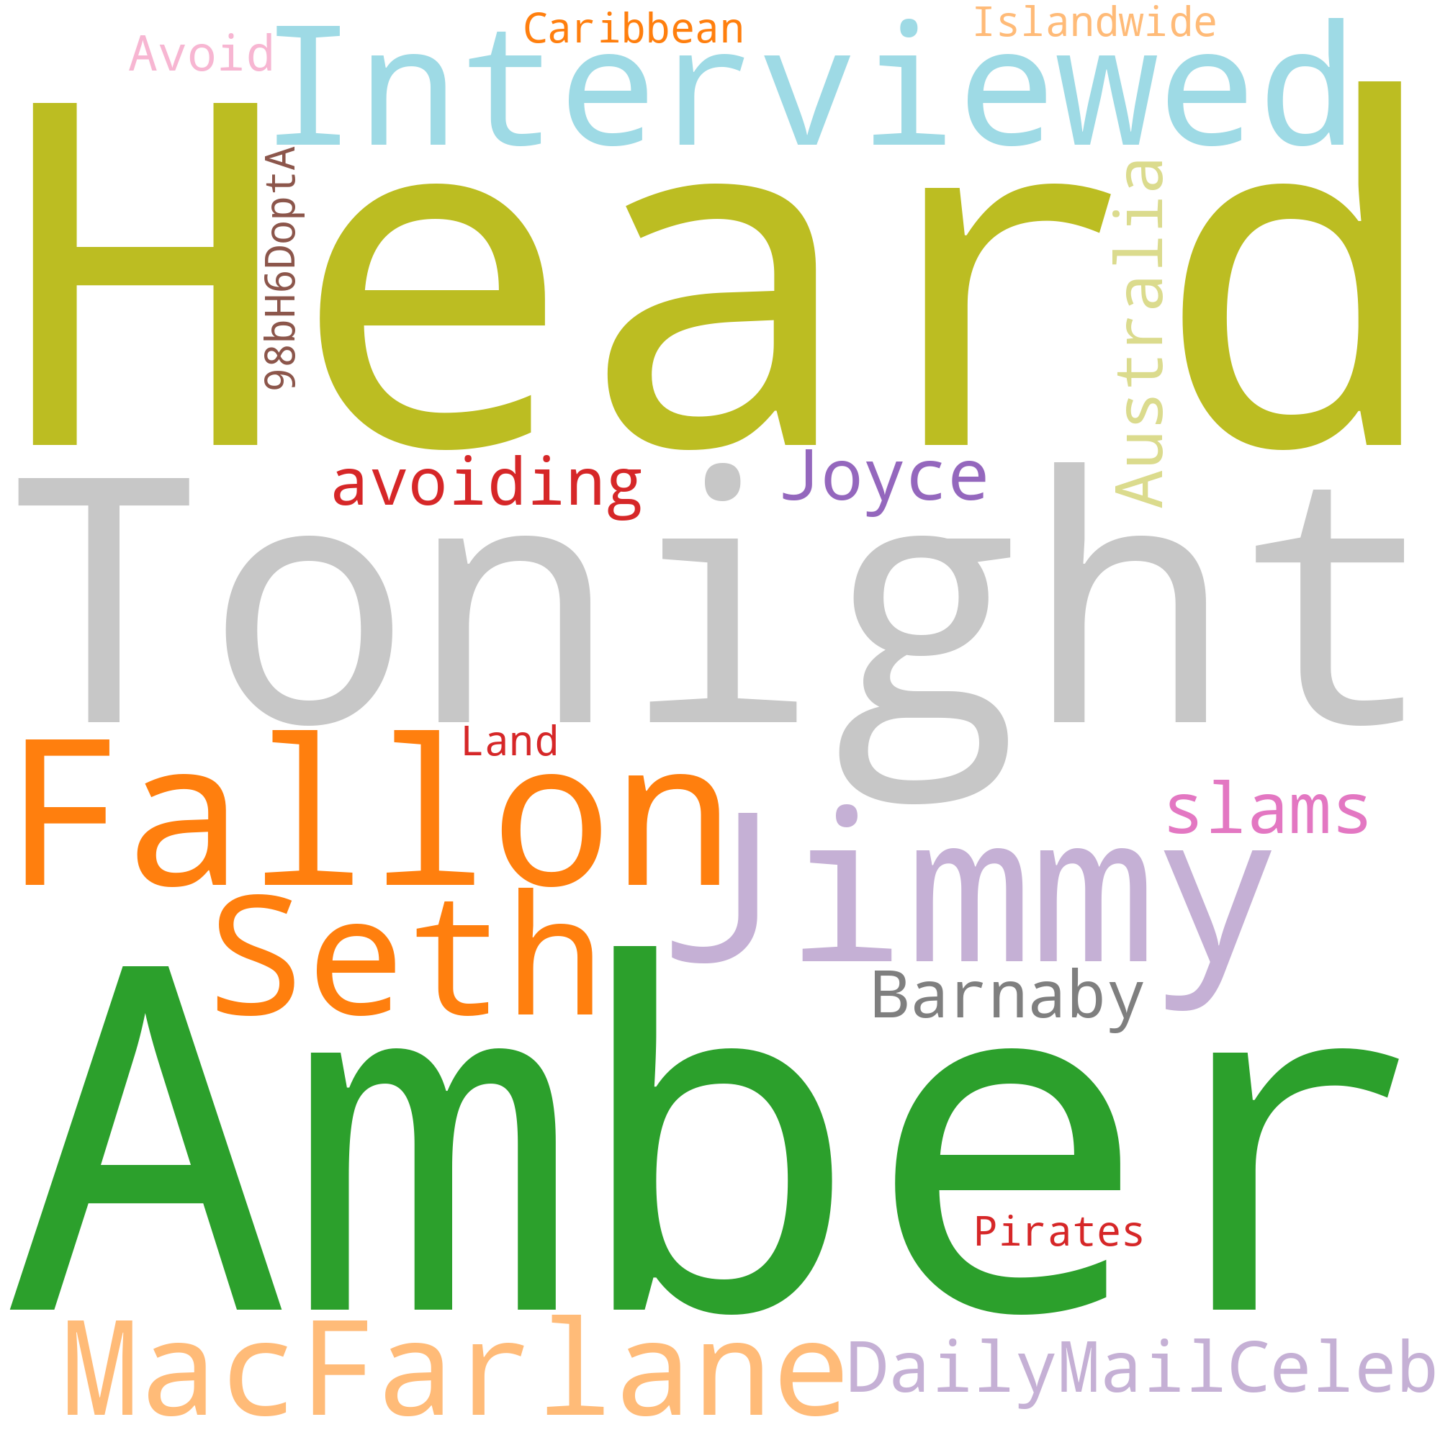 Caribbean
Islandwide
Avoid
Interviewed
Heard
98bH6DoptA
Australia
avoiding
Joyce
Tonight
Land
Fallon
slams
Jimmy
Seth
Barnaby
Amber
Pirates
MacFarlane
DailyMailCeleb